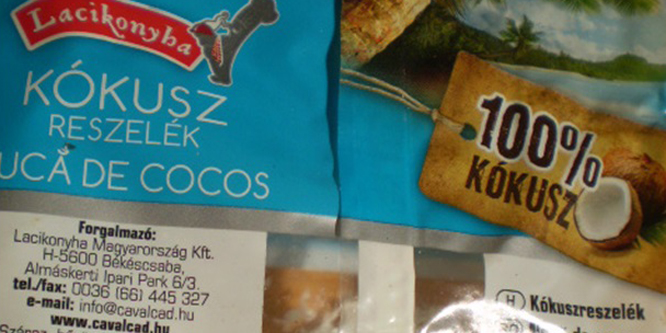 Lacikonyha
KÓKUSZ
RESZELÉK
UCĂ DE COCOS
100%
KÓKUSZ
Forgalmazó:
Lacikonyha Magyarország Kft.
H-5600 Békéscsaba,
Almáskerti Ipari Park 6/3.
tel./fax: 0036 (66) 445 327
e-mail: info@cavalcad.hu
www.cavalcad.hu
H Kókuszreszelék